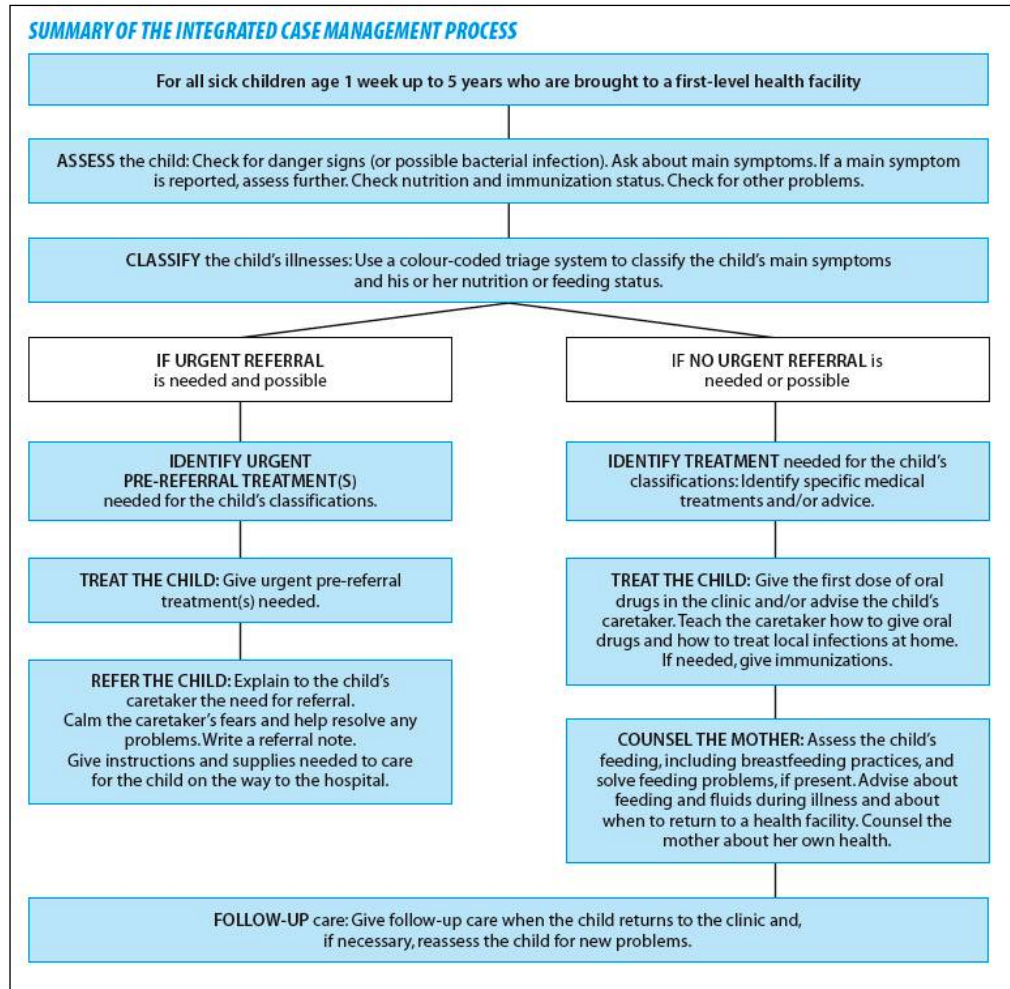 SUMMARY OF THE INTEGRATED CASE MANAGEMENT PROCESS
For all sick children age 1 week up to 5 years who are brought to a first-level health facility
ASSESS the child: Check for danger signs (or possible bacterial infection). Ask about main symptoms. If a main symptom
is reported, assess further. Check nutrition and immunization status. Check for other problems.
CLASSIFY the child's illnesses: Use a colour-coded triage system to classify the child's main symptoms
and his or her nutrition or feeding status.
IF URGENT REFERRAL
is needed and possible
IDENTIFY URGENT
PRE-REFERRAL TREATMENT(S)
needed for the child's classifications.
TREAT THE CHILD: Give urgent pre-referral
treatment(s) needed.
REFER THE CHILD: Explain to the child's
caretaker the need for referral.
Calm the caretaker's fears and help resolve any
problems. Write a referral note.
Give instructions and supplies needed to care
for the child on the way to the hospital.
IF NO URGENT REFERRAL is
needed or possible
IDENTIFY TREATMENT needed for the child's
classifications: Identify specific medical
treatments and/or advice.
TREAT THE CHILD: Give the first dose of oral
drugs in the clinic and/or advise the child's
caretaker. Teach the caretaker how to give oral
drugs and how to treat local infections at home.
If needed, give immunizations.
COUNSEL THE MOTHER: Assess the child's
feeding, including breastfeeding practices, and
solve feeding problems, if present. Advise about
feeding and fluids during illness and about
when to return to a health facility. Counsel the
mother about her own health.
FOLLOW-UP care: Give follow-up care when the child returns to the clinic and,
if necessary, reassess the child for new problems.